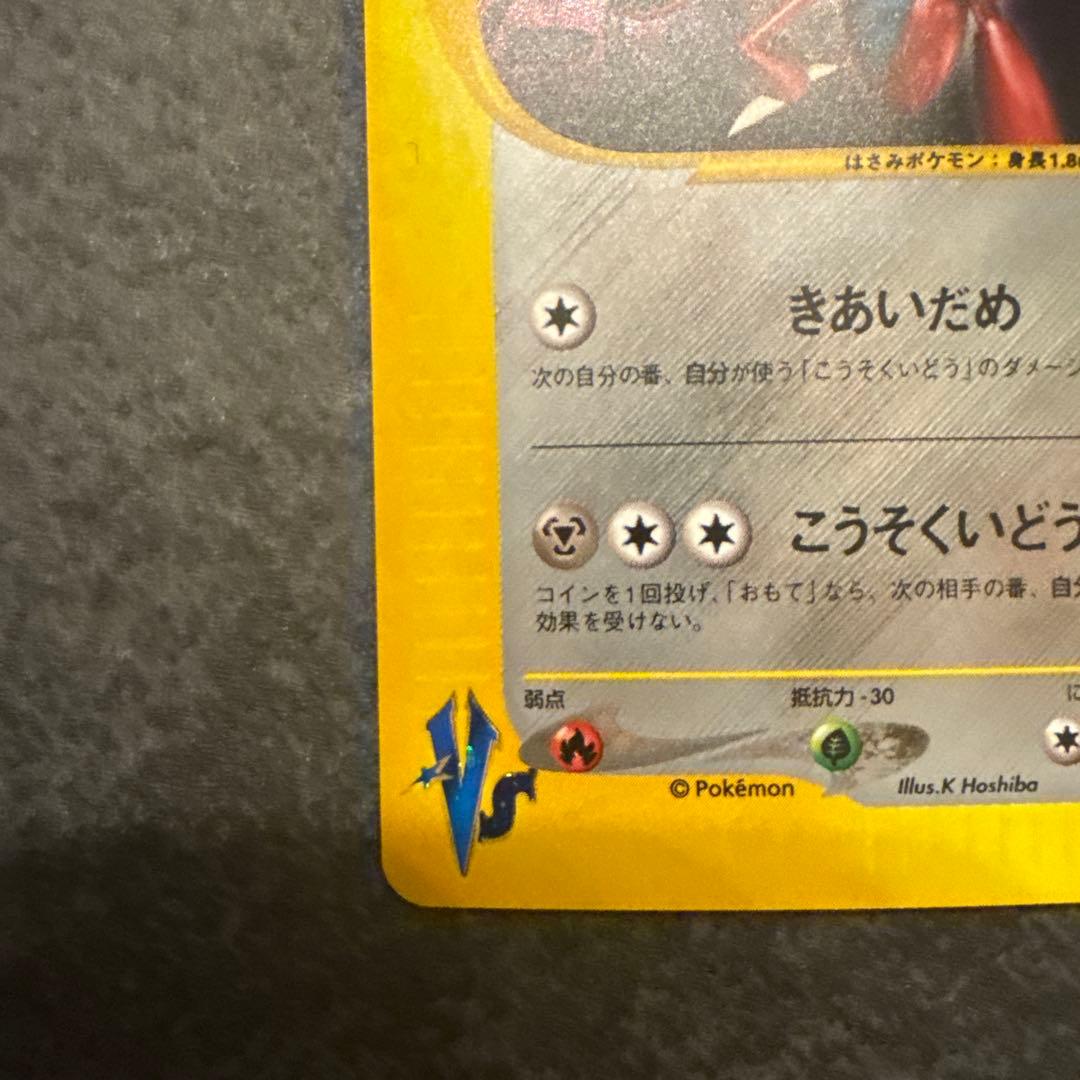 はさみポケモン：身長1.8
きあいだめ
次の自分の番、自分が使う「こうそくいどう」のダメージ
こうそくいどう
コインを1回投げ、「おもて」なら、次の相手の番、自分
効果を受けない。
弱点 抵抗力 -30 に
© Pokémon Illus.K Hoshiba
VS